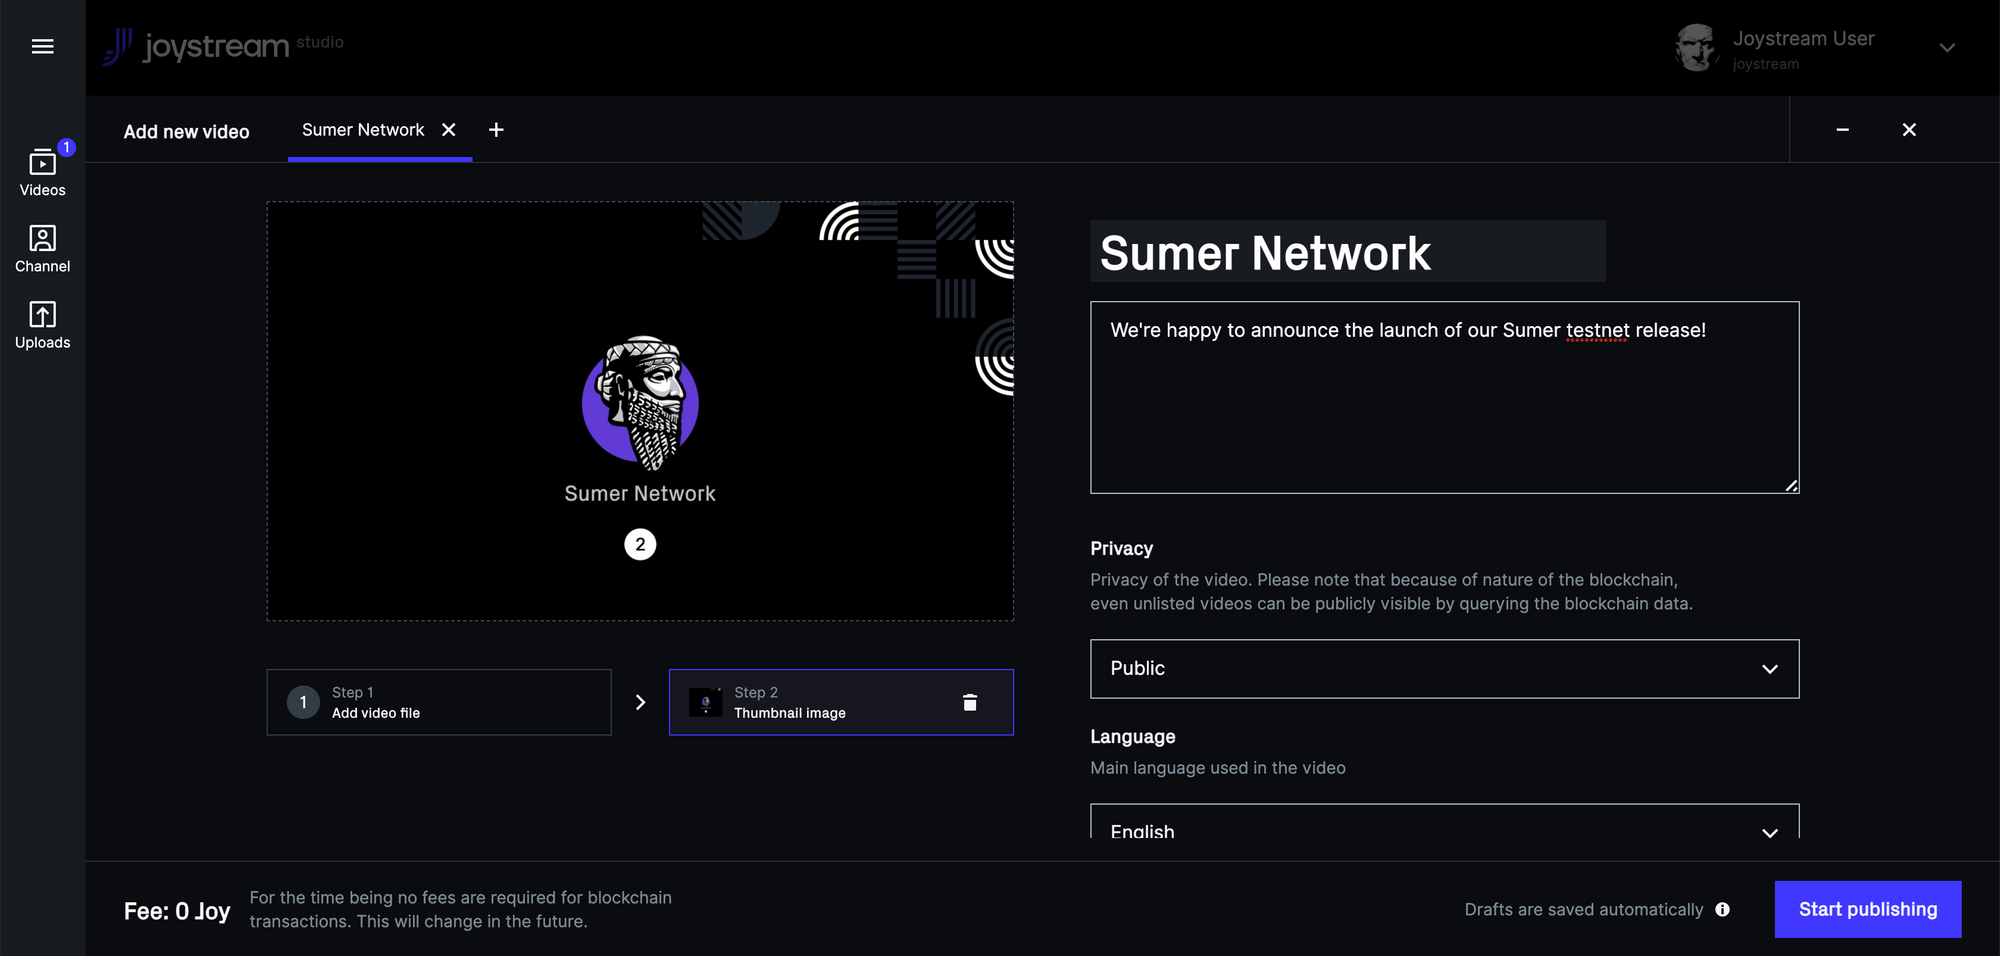 joystream studio
Joystream User
joystream
1
Videos
Channel
Uploads
Add new video
Sumer Network
Sumer Network
2
1
Step 1
Add video file
Step 2
Thumbnail image
Sumer Network
We're happy to announce the launch of our Sumer testnet release!
Privacy
Privacy of the video. Please note that because of nature of the blockchain,
even unlisted videos can be publicly visible by querying the blockchain data.
Public
Language
Main language used in the video
English
Fee: 0 Joy
For the time being no fees are required for blockchain
transactions. This will change in the future.
Drafts are saved automatically
Start publishing